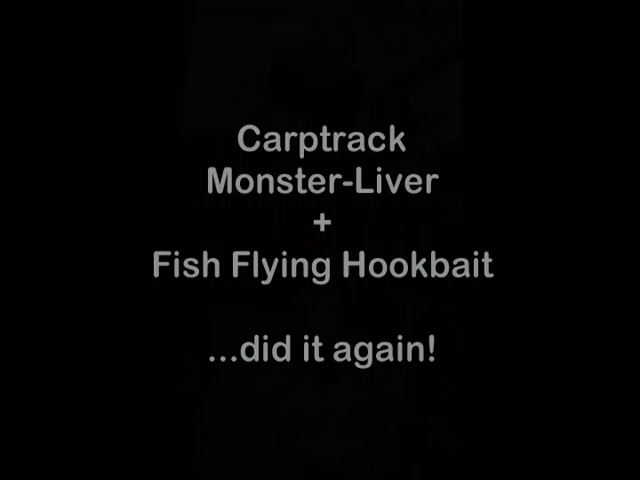 Carptrack
Monster-Liver
+
Fish Flying Hookbait
...did it again!